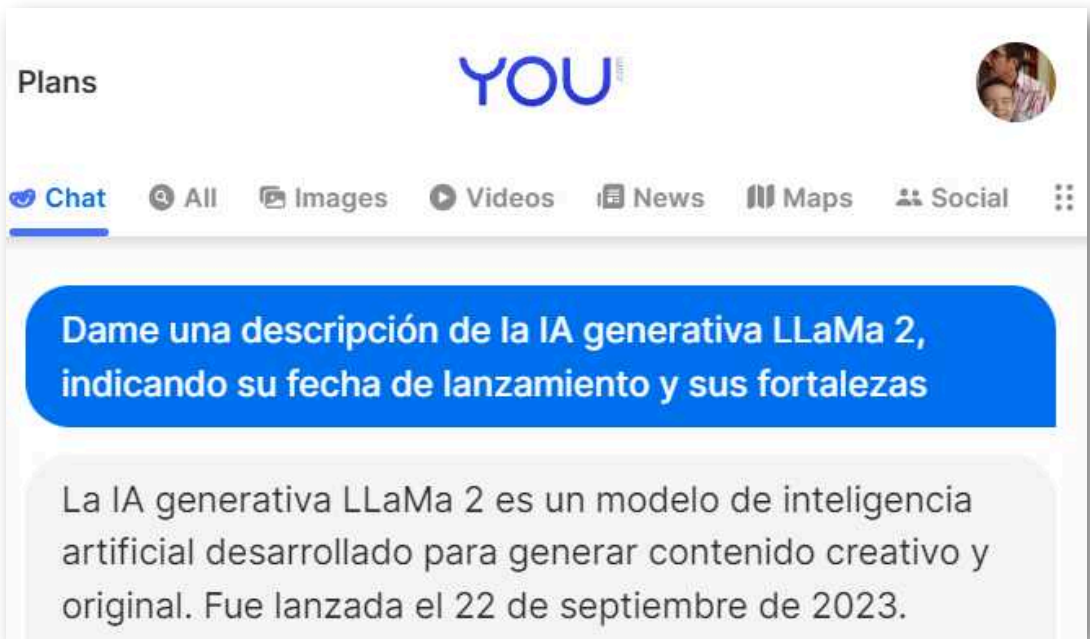 Plans
YOU.com
Chat All Images Videos News Maps Social
Dame una descripción de la IA generativa LLaMa 2,
indicando su fecha de lanzamiento y sus fortalezas
La IA generativa LLaMa 2 es un modelo de inteligencia
artificial desarrollado para generar contenido creativo y
original. Fue lanzada el 22 de septiembre de 2023.